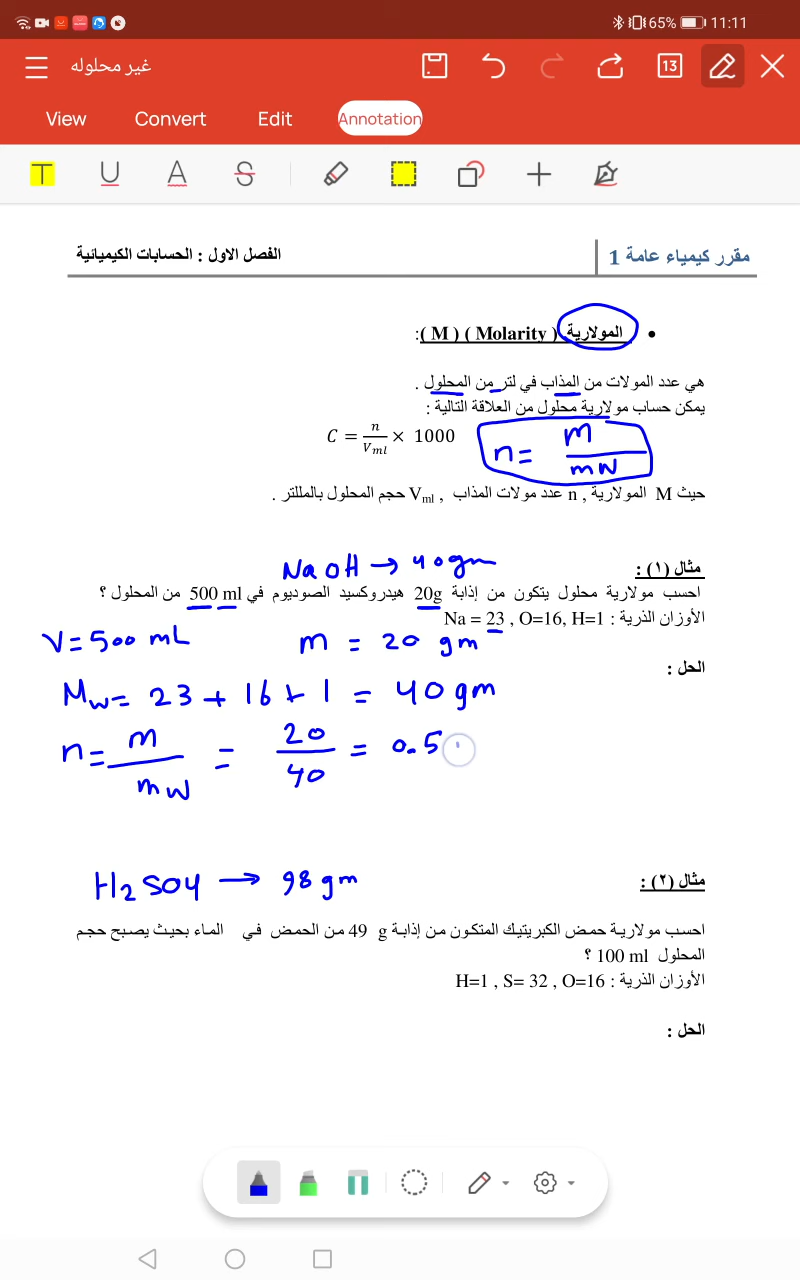 65% 11:11
غير محلوله
13
View Convert Edit Annotation
T U A S
مقرر كيمياء عامة 1
الفصل الاول : الحسابات الكيميائية
• المولارية ( Molarity ) ( M ):
هي عدد المولات من المذاب في لتر من المحلول .
يمكن حساب مولارية محلول من العلاقة التالية :
C = n / V ml × 1000
n = m / mw
حيث M المولارية , n عدد مولات المذاب , Vml حجم المحلول بالمللتر .
NaOH → 40gm
مثال (١) :
احسب مولارية محلول يتكون من إذابة 20g هيدروكسيد الصوديوم في 500 ml من المحلول ؟
الأوزان الذرية : Na = 23 , O=16, H=1
V = 500 mL m = 20 gm
الحل :
Mw = 23 + 16 + 1 = 40 gm
n = m / mw = 20 / 40 = 0.5
H2SO4 → 98 gm
مثال (٢) :
احسب مولارية حمض الكبريتيك المتكون من إذابة 49 g من الحمض في الماء بحيث يصبح حجم
المحلول 100 ml ؟
الأوزان الذرية : H=1 , S= 32 , O=16
الحل :